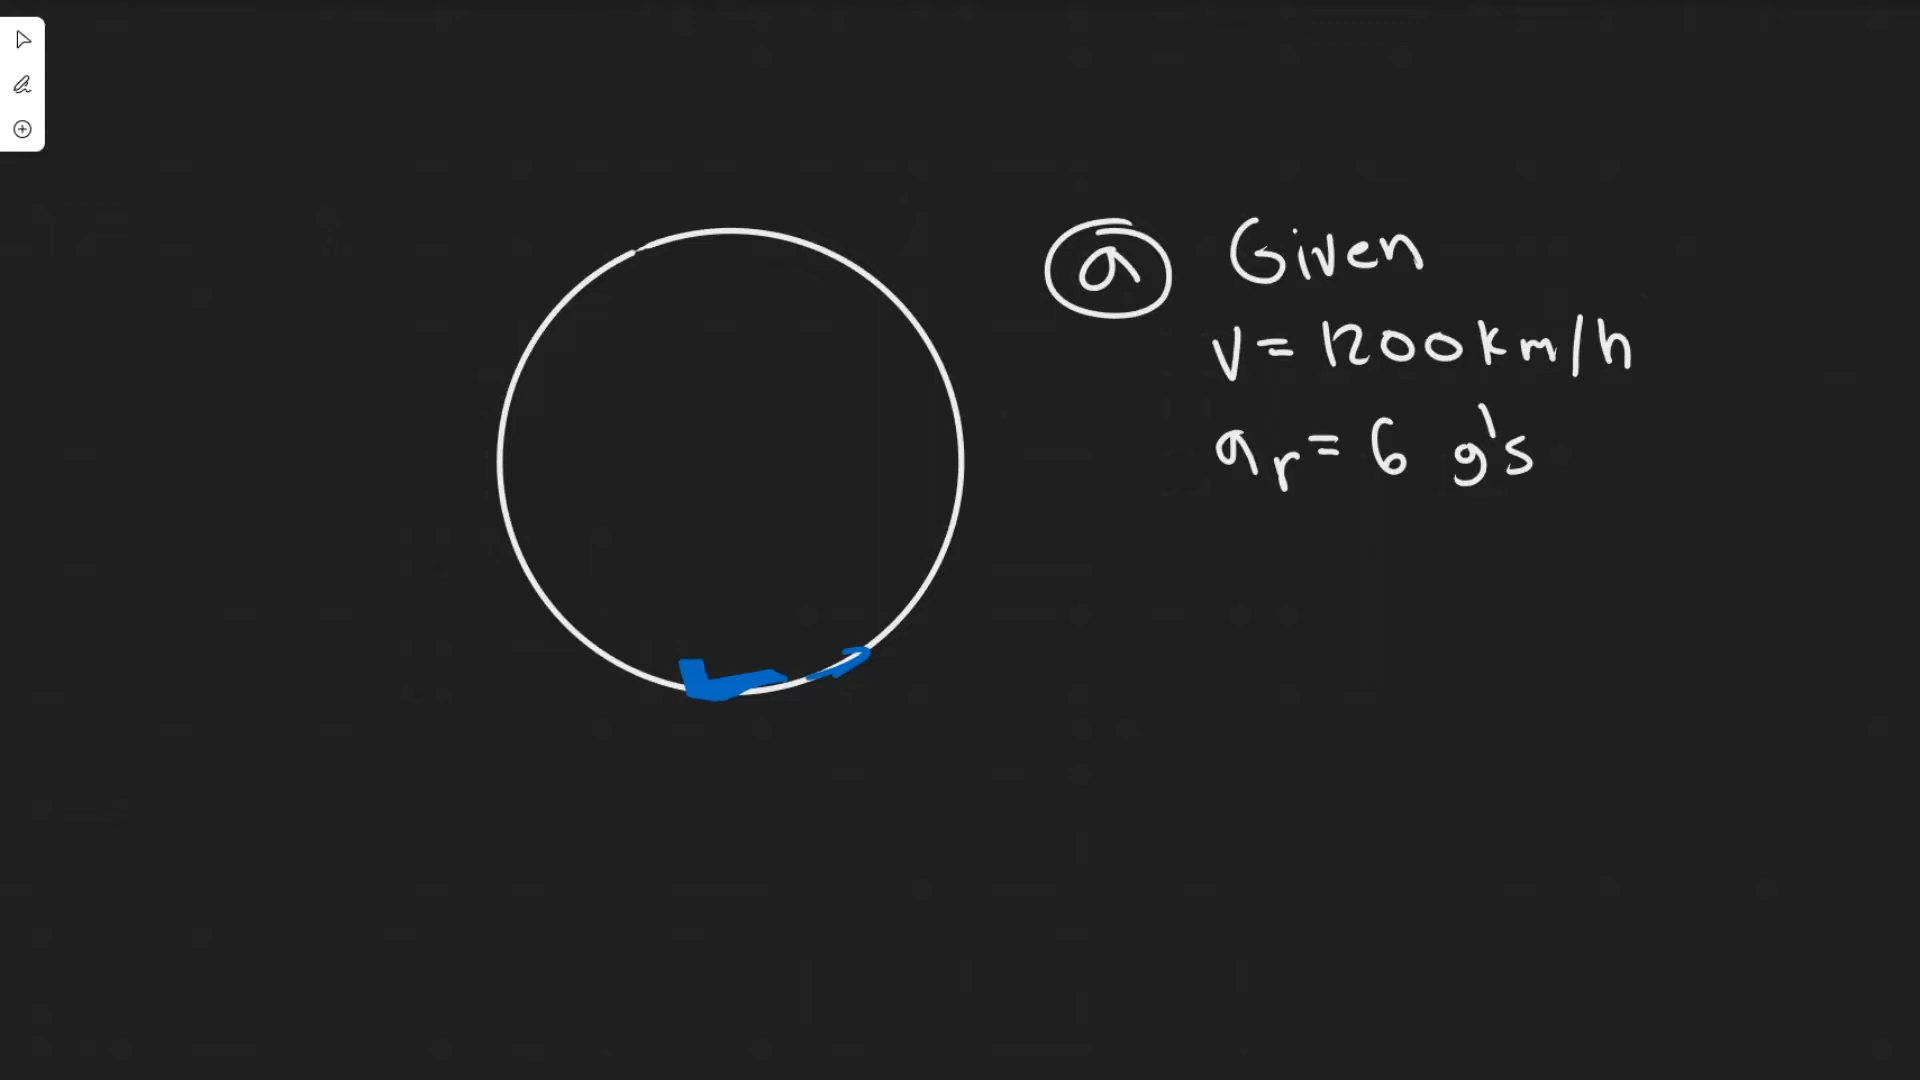 a Given
v = 1200 km/h
ar = 6 g's